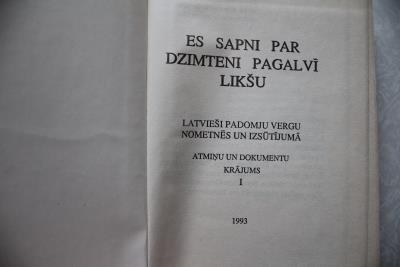 ES SAPNI PAR
DZIMTENI PAGALVĪ
LIKŠU
LATVIEŠI PADOMJU VERGU
NOMETNĒS UN IZSŪTĪJUMĀ
ATMIŅU UN DOKUMENTU
KRĀJUMS
I
1993